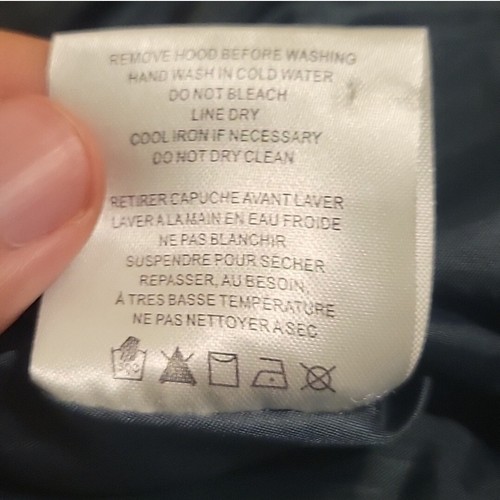 REMOVE HOOD BEFORE WASHING
HAND WASH IN COLD WATER
DO NOT BLEACH
LINE DRY
COOL IRON IF NECESSARY
DO NOT DRY CLEAN
RETIRER CAPUCHE AVANT LAVER
LAVER A LA MAIN EN EAU FROIDE
NE PAS BLANCHIR
SUSPENDRE POUR SÉCHER
REPASSER, AU BESOIN,
À TRES BASSE TEMPÉRATURE
NE PAS NETTOYER A SEC